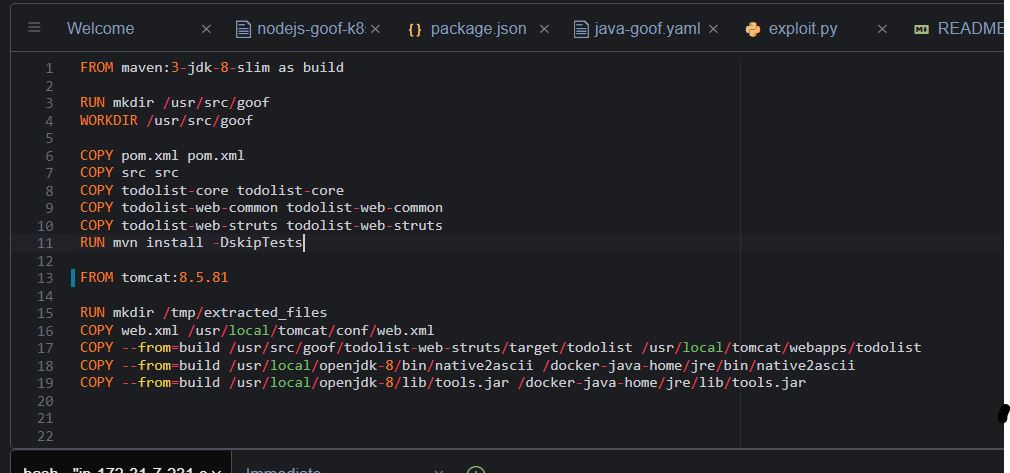 Welcome × nodejs-goof-k8 × {} package.json × java-goof.yaml × exploit.py × README
1 FROM maven:3-jdk-8-slim as build
2
3 RUN mkdir /usr/src/goof
4 WORKDIR /usr/src/goof
5
6 COPY pom.xml pom.xml
7 COPY src src
8 COPY todolist-core todolist-core
9 COPY todolist-web-common todolist-web-common
10 COPY todolist-web-struts todolist-web-struts
11 RUN mvn install -DskipTests
12
13 FROM tomcat:8.5.81
14
15 RUN mkdir /tmp/extracted_files
16 COPY web.xml /usr/local/tomcat/conf/web.xml
17 COPY --from=build /usr/src/goof/todolist-web-struts/target/todolist /usr/local/tomcat/webapps/todolist
18 COPY --from=build /usr/local/openjdk-8/bin/native2ascii /docker-java-home/jre/bin/native2ascii
19 COPY --from=build /usr/local/openjdk-8/lib/tools.jar /docker-java-home/jre/lib/tools.jar
20
21
22
bash - "ip-172-31-7-231 Immediate